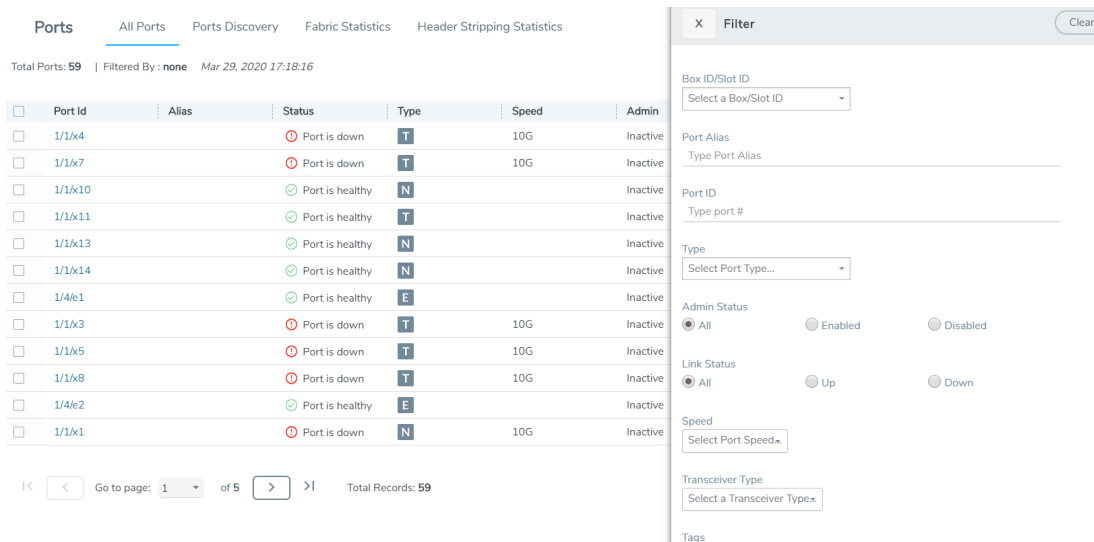 Ports All Ports Ports Discovery Fabric Statistics Header Stripping Statistics
Total Ports: 59 | Filtered By : none Mar 29, 2020 17:18:16
Port Id Alias Status Type Speed Admin
1/1/x4 Port is down T 10G Inactive
1/1/x7 Port is down T 10G Inactive
1/1/x10 Port is healthy N Inactive
1/1/x11 Port is healthy T Inactive
1/1/x13 Port is healthy N Inactive
1/1/x14 Port is healthy N Inactive
1/4/e1 Port is healthy E Inactive
1/1/x3 Port is down T 10G Inactive
1/1/x5 Port is down T 10G Inactive
1/1/x8 Port is down T 10G Inactive
1/4/e2 Port is healthy E Inactive
1/1/x1 Port is down N 10G Inactive
Go to page: 1 of 5 Total Records: 59
X Filter Clear
Box ID/Slot ID
Select a Box/Slot ID
Port Alias
Type Port Alias
Port ID
Type port #
Type
Select Port Type...
Admin Status
All Enabled Disabled
Link Status
All Up Down
Speed
Select Port Speed...
Transceiver Type
Select a Transceiver Type...
Tags